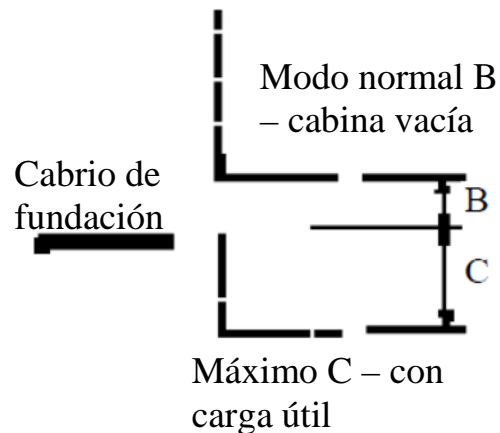 Modo normal B
– cabina vacía
Cabrio de
fundación
B
C
Máximo C – con
carga útil